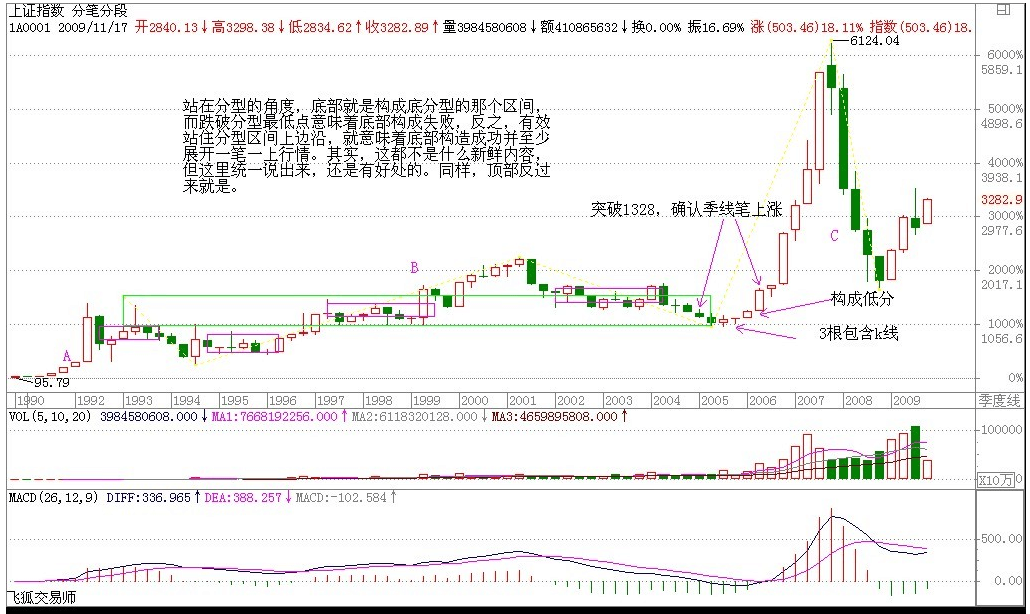 上证指数 分笔分段
1A0001 2009/11/17 开2840.13↓高3298.38↓低2834.62↑收3282.89↑量3984580608↓额410865632↓换0.00% 振16.69% 涨(503.46)18.11% 指数(503.46)18.
6124.04
站在分型的角度，底部就是构成底分型的那个区间，
而跌破分型最低点意味着底部构成失败，反之，有效
站住分型区间上边沿，就意味着底部构造成功并至少
展开一笔一上行情。其实，这都不是什么新鲜内容，
但这里统一说出来，还是有好处的。同样，顶部反过
来就是。
突破1328，确认季线笔上涨
A
B
C
构成低分
3根包含k线
95.79
6000%
5859.1
5000%
4898.6
4000%
3938.1
3282.9
3000%
2977.6
2000%
2017.1
1000%
1056.6
0%
1990 1992 1993 1994 1995 1996 1997 1998 1999 2000 2001 2002 2003 2004 2005 2006 2007 2008 2009 季度线
VOL(5,10,20) 3984580608.000↓MA1:7668192256.000↑MA2:6118320128.000↓MA3:4659895808.000↑
100000
X10万
0
MACD(26,12,9) DIFF:336.965↑DEA:388.257↓MACD:-102.584↑
500.00
0.00
飞狐交易师